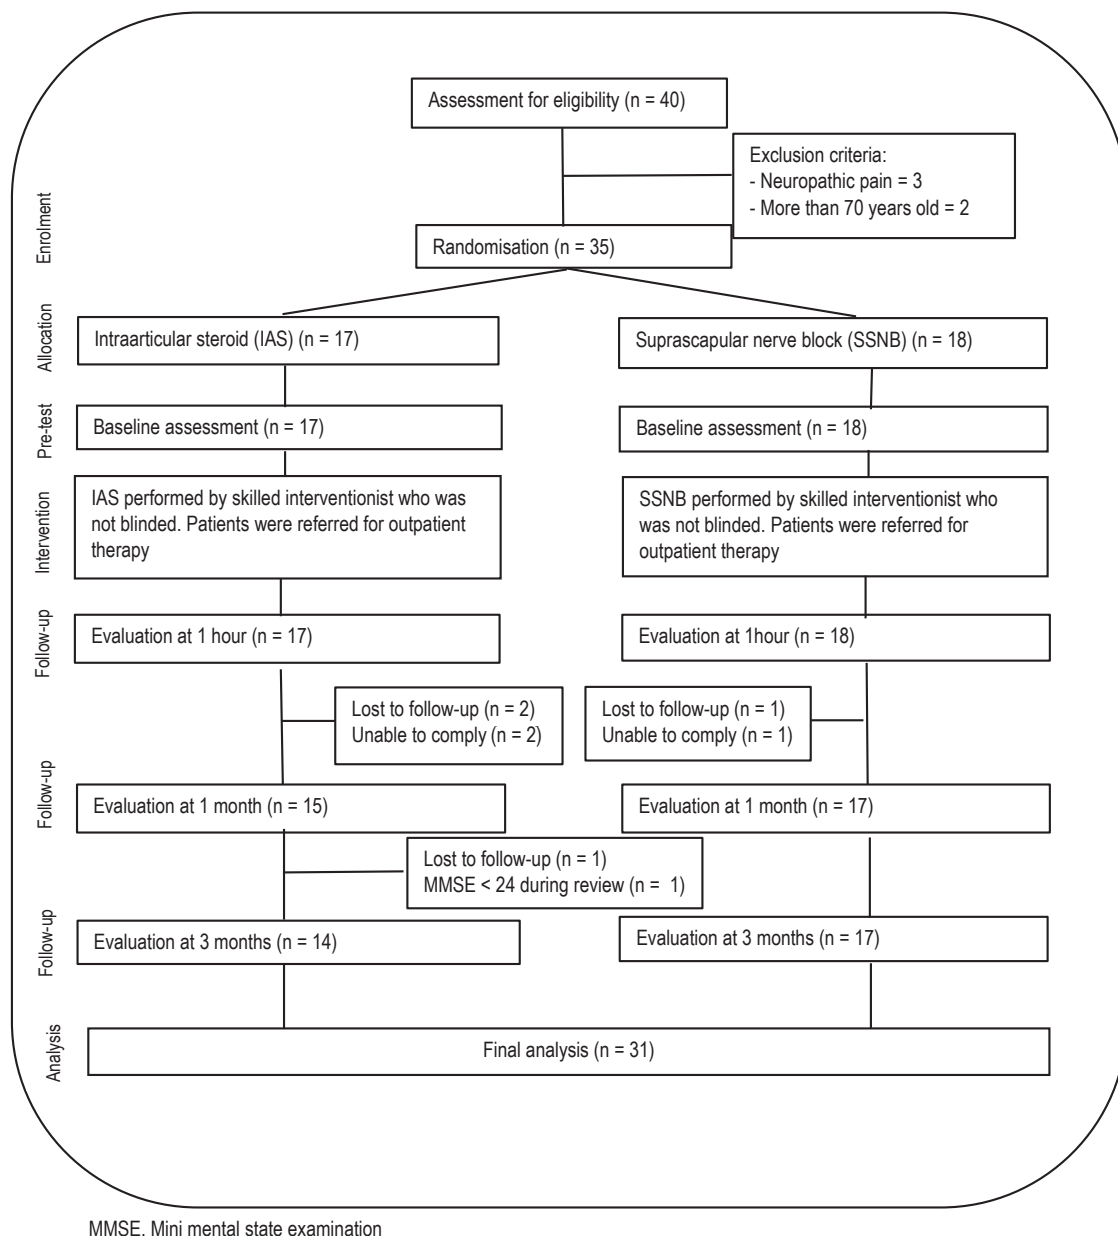 Assessment for eligibility (n = 40)
Exclusion criteria:
- Neuropathic pain = 3
- More than 70 years old = 2
Enrolment
Randomisation (n = 35)
Allocation
Intraarticular steroid (IAS) (n = 17)
Suprascapular nerve block (SSNB) (n = 18)
Pre-test
Baseline assessment (n = 17)
Baseline assessment (n = 18)
Intervention
IAS performed by skilled interventionist who was
not blinded. Patients were referred for outpatient
therapy
SSNB performed by skilled interventionist who
was not blinded. Patients were referred for
outpatient therapy
Follow-up
Evaluation at 1 hour (n = 17)
Evaluation at 1hour (n = 18)
Lost to follow-up (n = 2)
Unable to comply (n = 2)
Lost to follow-up (n = 1)
Unable to comply (n = 1)
Follow-up
Evaluation at 1 month (n = 15)
Evaluation at 1 month (n = 17)
Lost to follow-up (n = 1)
MMSE < 24 during review (n = 1)
Follow-up
Evaluation at 3 months (n = 14)
Evaluation at 3 months (n = 17)
Analysis
Final analysis (n = 31)
MMSE, Mini mental state examination